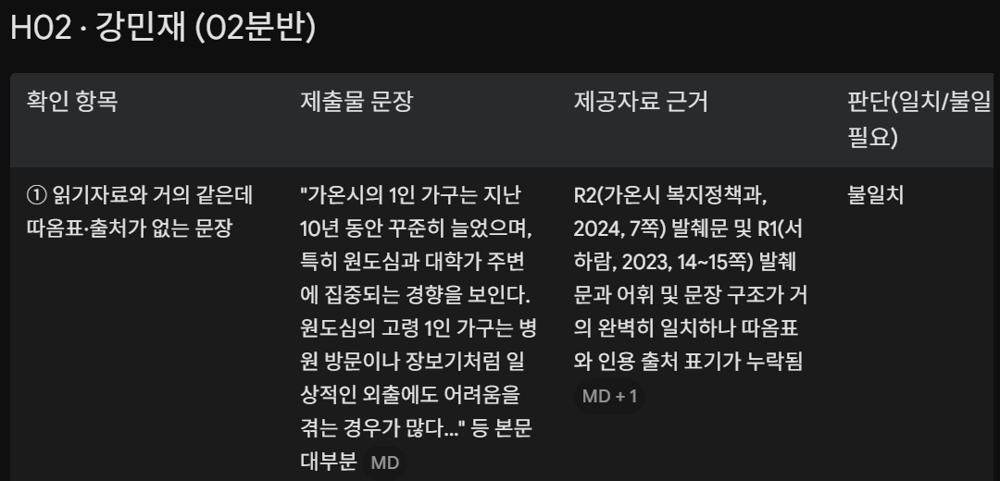 H02 · 강민재 (02분반)
확인 항목
제출물 문장
제공자료 근거
판단(일치/불일
필요)
① 읽기자료와 거의 같은데
따옴표·출처가 없는 문장
"가온시의 1인 가구는 지난
10년 동안 꾸준히 늘었으며,
특히 원도심과 대학가 주변
에 집중되는 경향을 보인다.
원도심의 고령 1인 가구는 병
원 방문이나 장보기처럼 일
상적인 외출에도 어려움을
겪는 경우가 많다..." 등 본문
대부분 MD
R2(가온시 복지정책과,
2024, 7쪽) 발췌문 및 R1(서
하람, 2023, 14~15쪽) 발췌
문과 어휘 및 문장 구조가 거
의 완벽히 일치하나 따옴표
와 인용 출처 표기가 누락됨
MD + 1
불일치